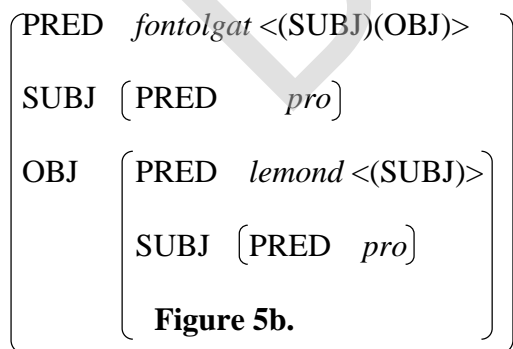 PRED fontolgat <(SUBJ)(OBJ)>
SUBJ [PRED pro]
OBJ [PRED lemond <(SUBJ)>
SUBJ [PRED pro]
Figure 5b.